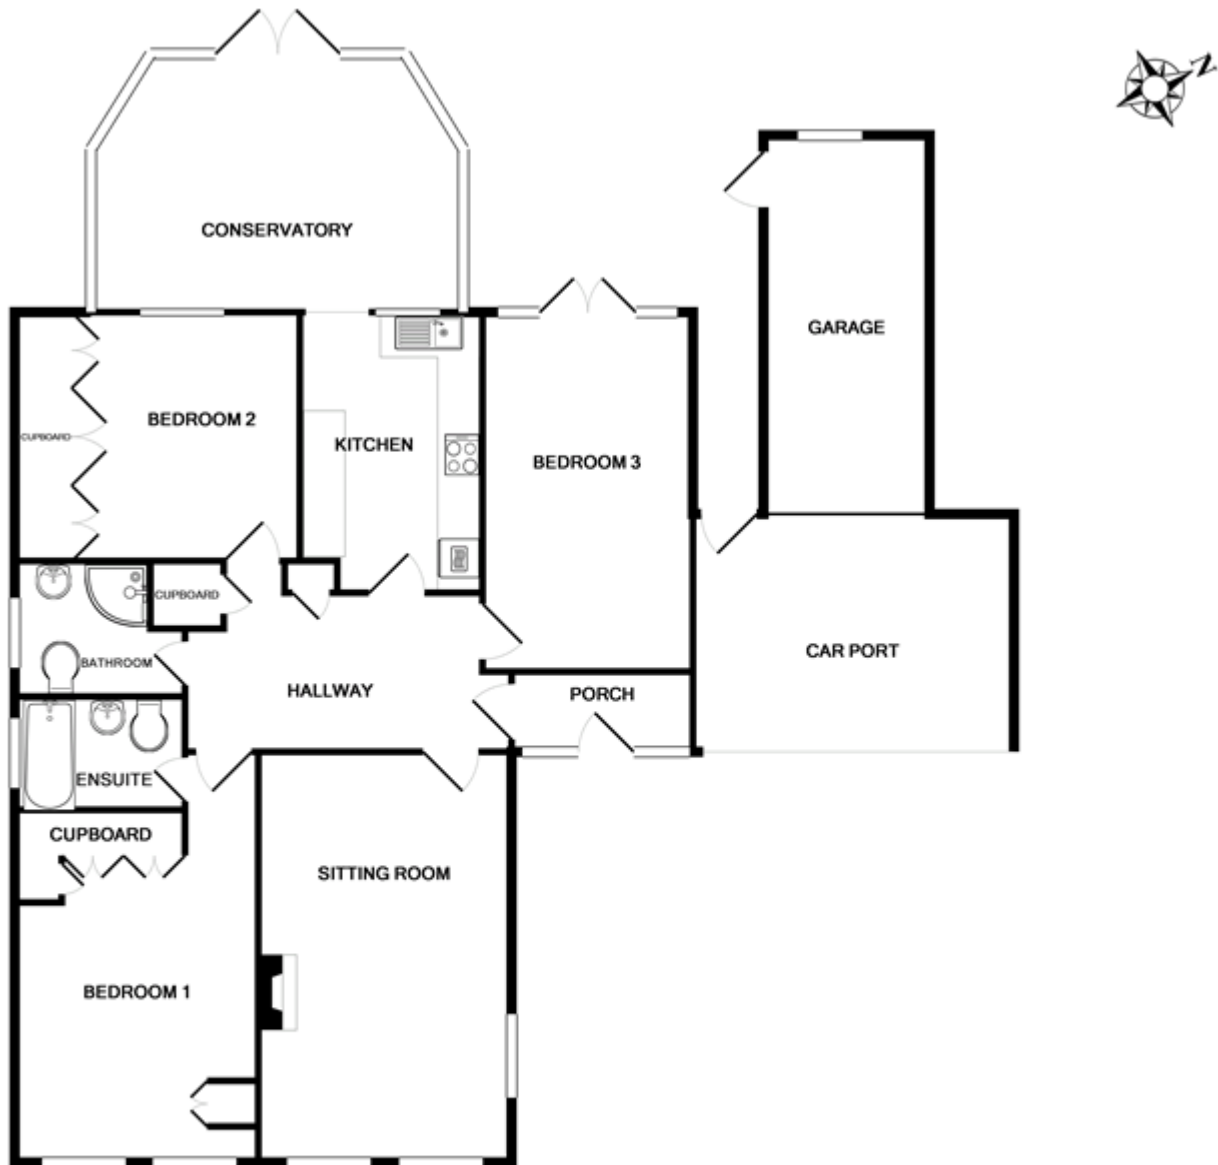 N
CONSERVATORY
GARAGE
BEDROOM 2
CUPBOARD
KITCHEN
BEDROOM 3
CUPBOARD
BATHROOM
CAR PORT
HALLWAY
PORCH
ENSUITE
CUPBOARD
SITTING ROOM
BEDROOM 1